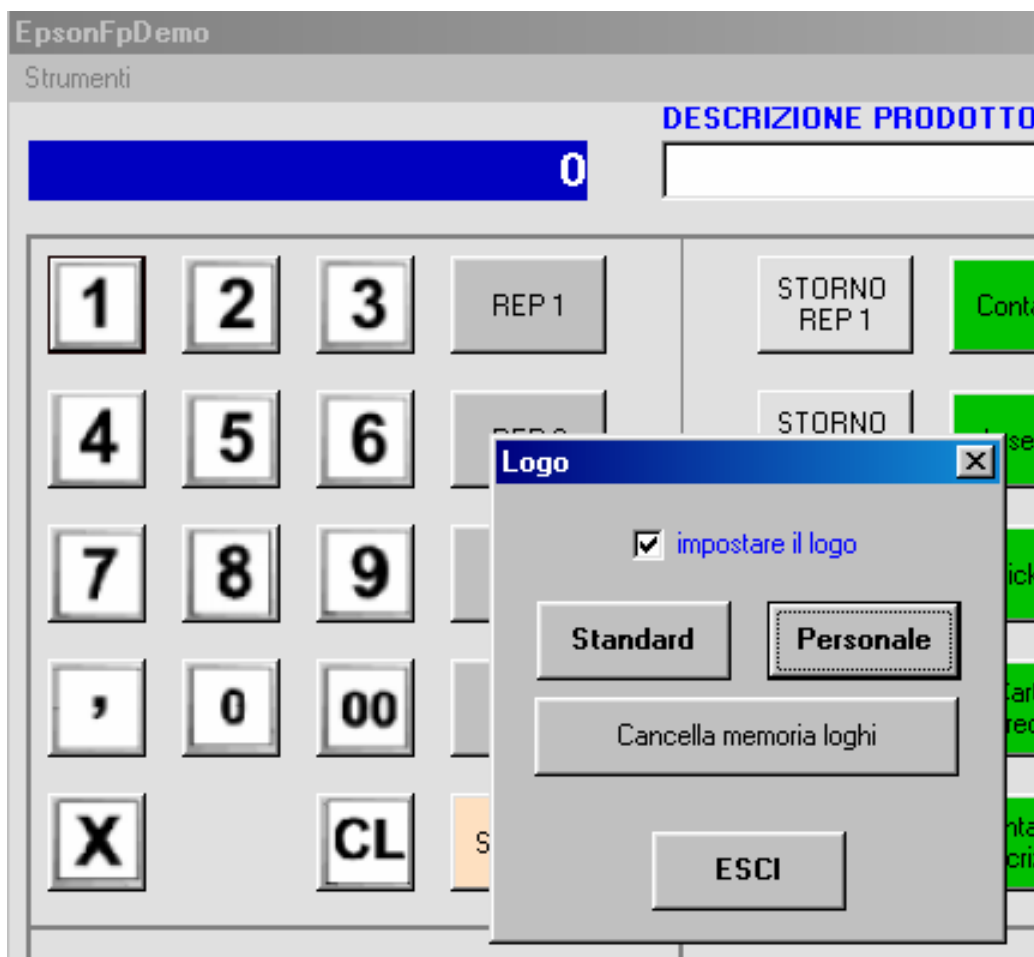 EpsonFpDemo
Strumenti
DESCRIZIONE PRODOTTO
0
1 2 3 REP 1
STORNO
REP 1
4 5 6
STORNO
Logo
impostare il logo
7 8 9
Standard Personale
, 0 00
Cancella memoria loghi
X CL
ESCI